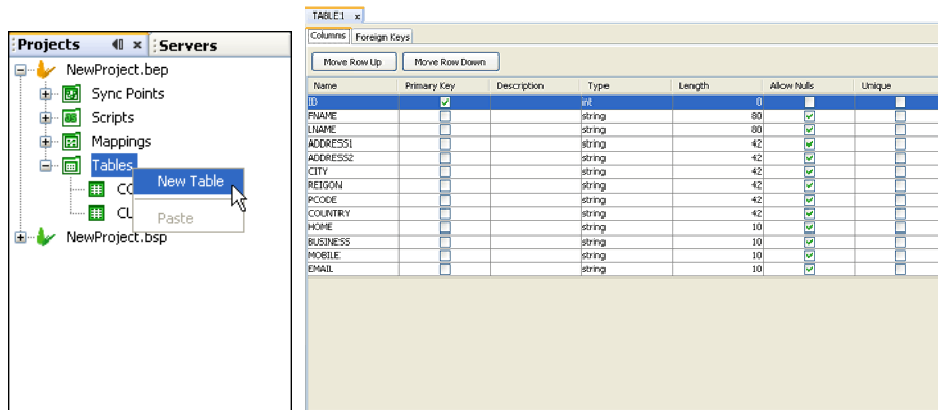 Projects
Servers
NewProject.bep
Sync Points
Scripts
Mappings
Tables
New Table
CO
CU
Paste
NewProject.bsp
TABLE1 x
Columns Foreign Keys
Move Row Up Move Row Down
Name Primary Key Description Type Length Allow Nulls Unique
ID int 0
FNAME string 80
LNAME string 80
ADDRESS1 string 42
ADDRESS2 string 42
CITY string 42
REIGON string 42
PCODE string 42
COUNTRY string 42
HOME string 10
BUSINESS string 10
MOBILE string 10
EMAIL string 10